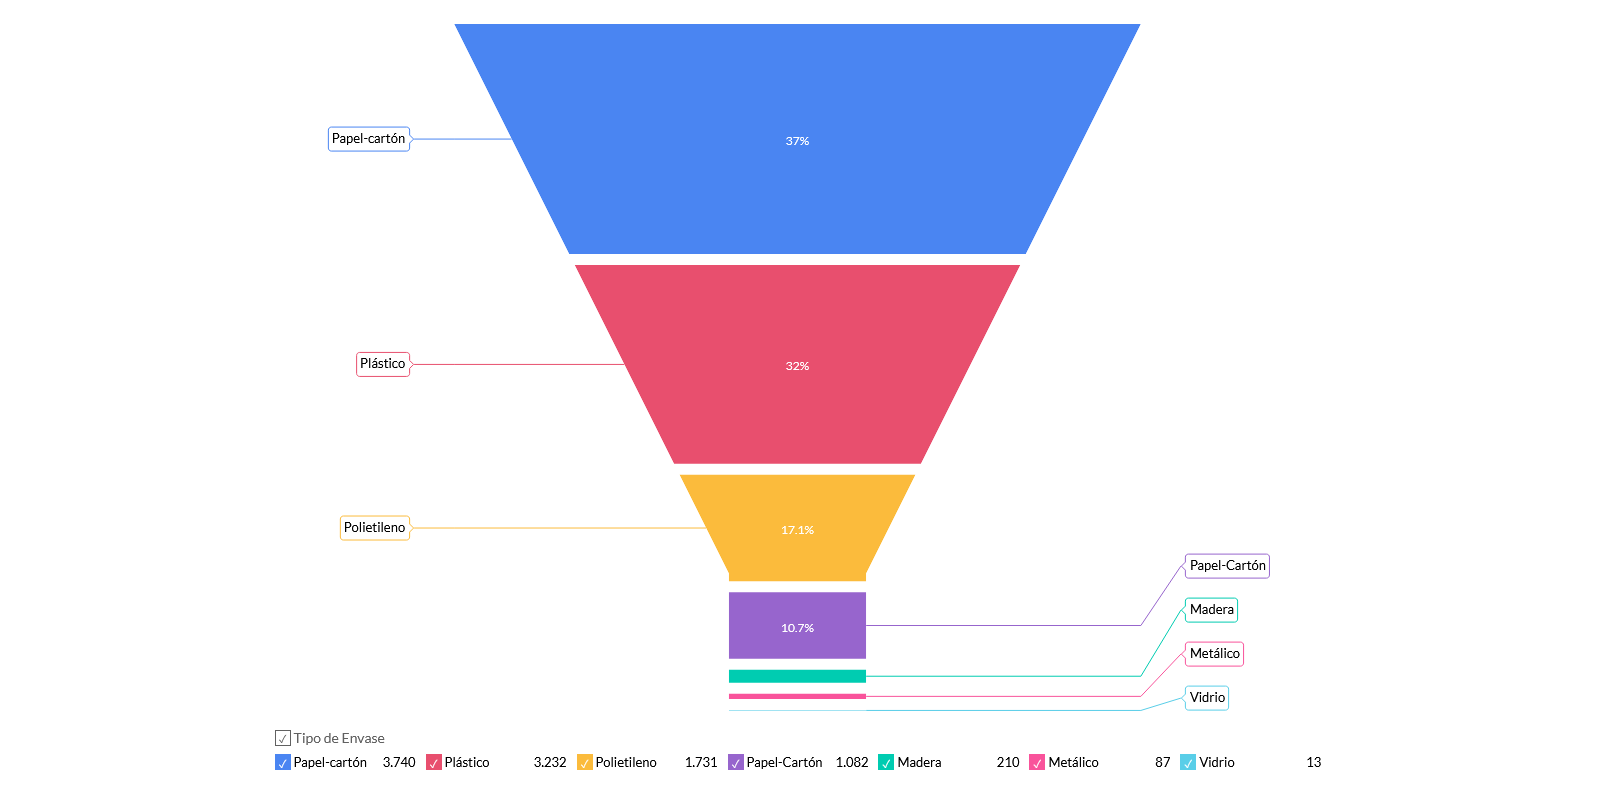 37%
Papel-cartón
32%
Plástico
17.1%
Polietileno
Papel-Cartón
10.7%
Madera
Metálico
Vidrio
Tipo de Envase
Papel-cartón 3.740 Plástico 3.232 Polietileno 1.731 Papel-Cartón 1.082 Madera 210 Metálico 87 Vidrio 13